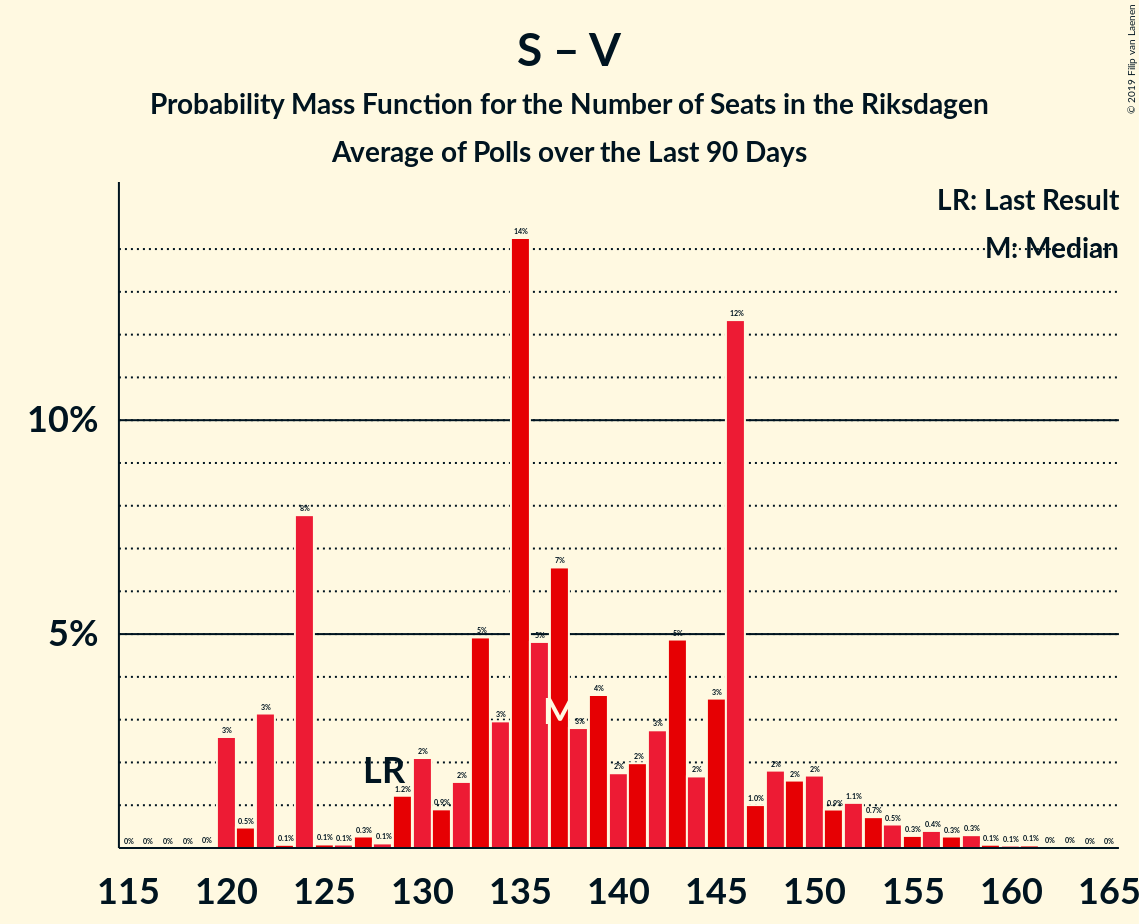 © 2019 Filip van Laenen
S – V
Probability Mass Function for the Number of Seats in the Riksdagen
Average of Polls over the Last 90 Days
LR: Last Result
M: Median
10%
5%
0% 0% 0% 0% 0% 3% 0.5% 3% 0.1% 8% 0.1% 0.1% 0.3% 0.1% 1.2% 2% 0.9% 2% 5% 3% 14% 5% 7% 3% 4% 2% 2% 3% 5% 2% 3% 12% 1.0% 2% 2% 2% 0.9% 1.1% 0.7% 0.5% 0.3% 0.4% 0.3% 0.3% 0.1% 0.1% 0.1% 0% 0% 0% 0%
LR
M
115 120 125 130 135 140 145 150 155 160 165